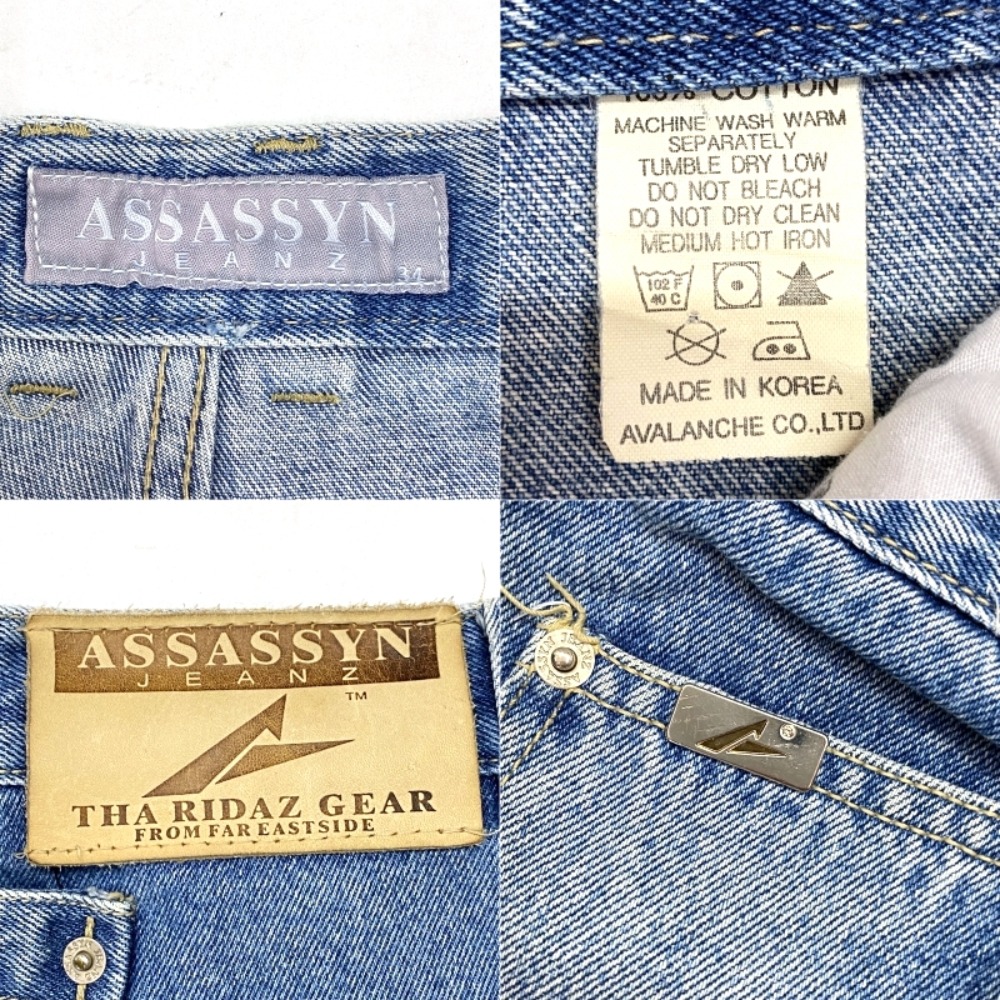 ASSASSYN
JEANZ
34
100% COTTON
MACHINE WASH WARM
SEPARATELY
TUMBLE DRY LOW
DO NOT BLEACH
DO NOT DRY CLEAN
MEDIUM HOT IRON
102 F
40 C
MADE IN KOREA
AVALANCHE CO.,LTD
ASSASSYN
JEANZ
TM
THA RIDAZ GEAR
FROM FAR EASTSIDE